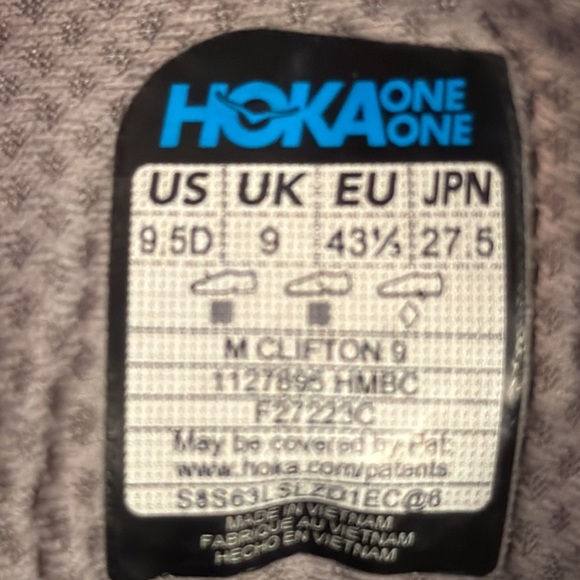 HOKA ONE ONE
US UK EU JPN
9.5D 9 43⅓ 27.5
M CLIFTON 9
1127895 HMBC
F27223C
May be covered by Pat.
www.hoka.com/patents
MADE IN VIETNAM
FABRIQUE AU VIETNAM
HECHO EN VIETNAM